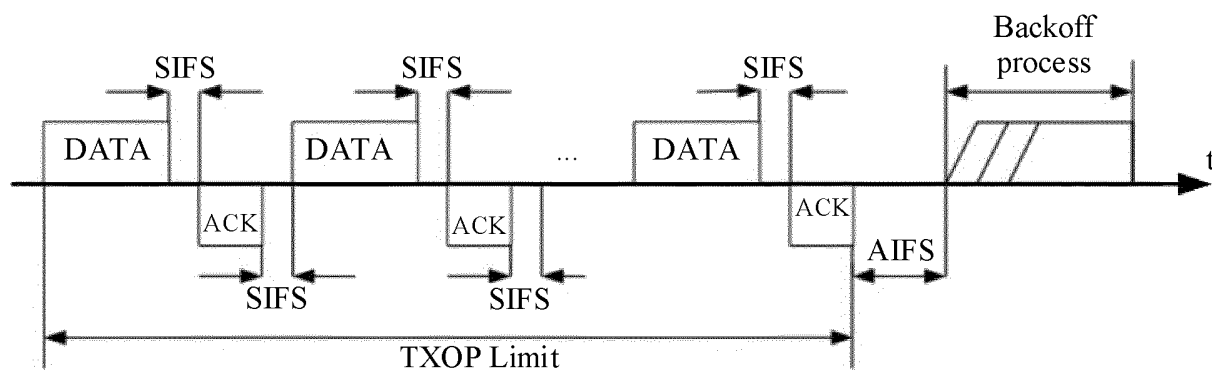 Backoff
process
SIFS
SIFS
SIFS
DATA
DATA
...
DATA
t
ACK
ACK
ACK
AIFS
SIFS
SIFS
TXOP Limit